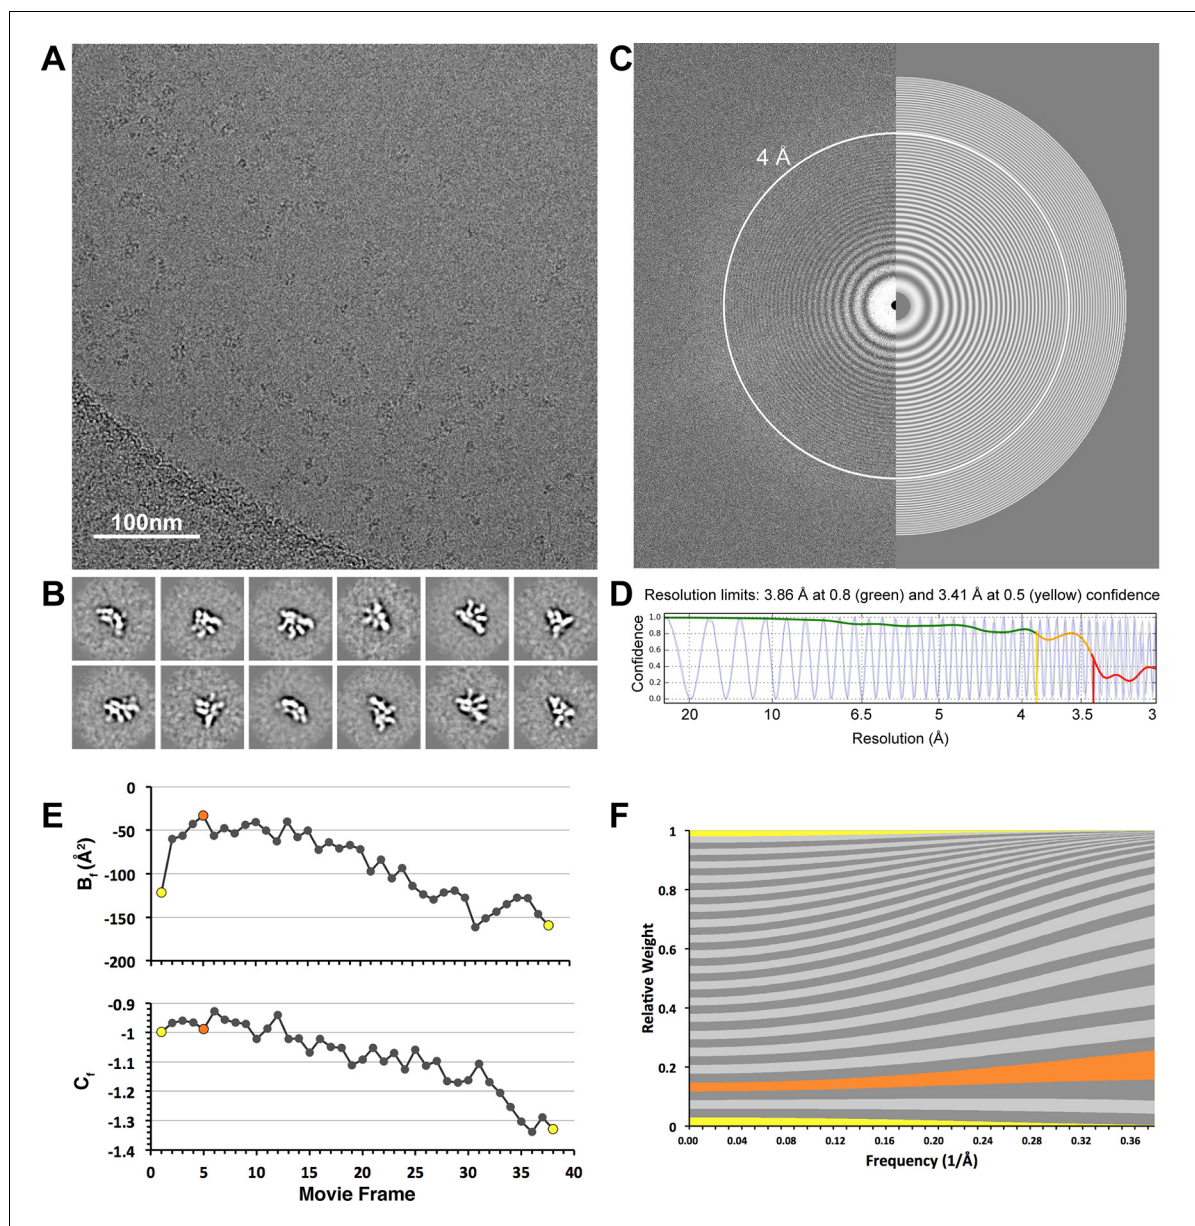 A
100nm
B
C
4 Å
D
Resolution limits: 3.86 Å at 0.8 (green) and 3.41 Å at 0.5 (yellow) confidence
Confidence
1.0
0.8
0.6
0.4
0.2
0.0
20 10 6.5 5 4 3.5 3
Resolution (Å)
E
Bf (Å²)
0
-50
-100
-150
-200
Cf
-0.9
-1
-1.1
-1.2
-1.3
-1.4
0 5 10 15 20 25 30 35 40
Movie Frame
F
Relative Weight
1
0.8
0.6
0.4
0.2
0
0.00 0.04 0.08 0.12 0.16 0.20 0.24 0.28 0.32 0.36
Frequency (1/Å)